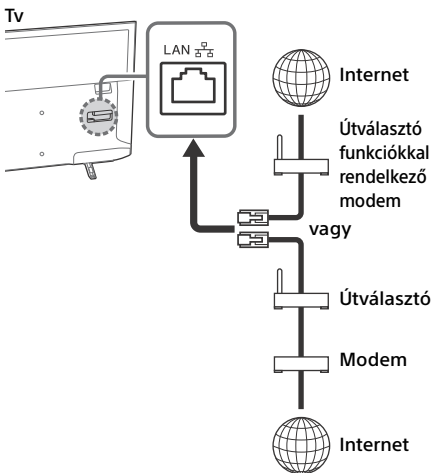 Tv
LAN
Internet
Útválasztó
funkciókkal
rendelkező
modem
vagy
Útválasztó
Modem
Internet